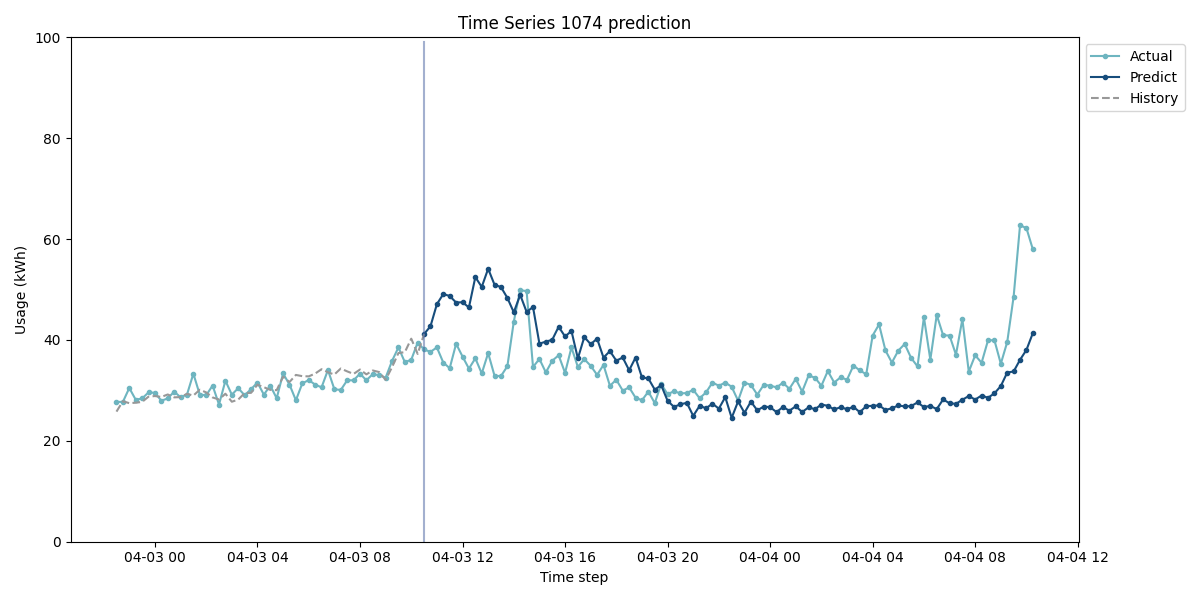 Time Series 1074 prediction
Usage (kWh)
100
80
60
40
20
0
04-03 00
04-03 04
04-03 08
04-03 12
04-03 16
04-03 20
04-04 00
04-04 04
04-04 08
04-04 12
Time step
Actual
Predict
History